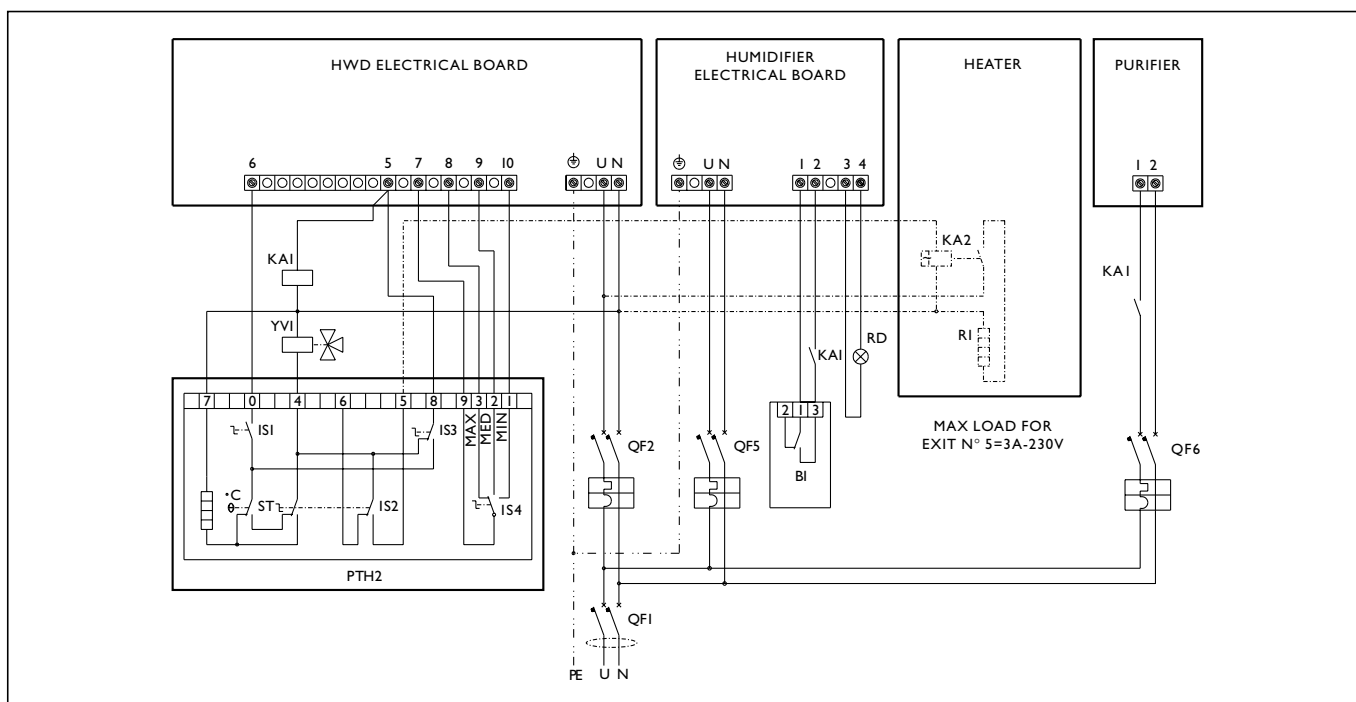 HWD ELECTRICAL BOARD
HUMIDIFIER
ELECTRICAL BOARD
HEATER
PURIFIER
6 5 7 8 9 10
U N
U N
1 2 3 4
1 2
KA1
KA2
KA1
YV1
R1
KA1
RD
7 0 4 6 5 8 9 3 2 1
MAX MED MIN
2 1 3
IS1
IS3
QF2
QF5
B1
MAX LOAD FOR
EXIT N° 5=3A-230V
QF6
°C
θ
ST
IS2
IS4
PTH2
QF1
PE U N